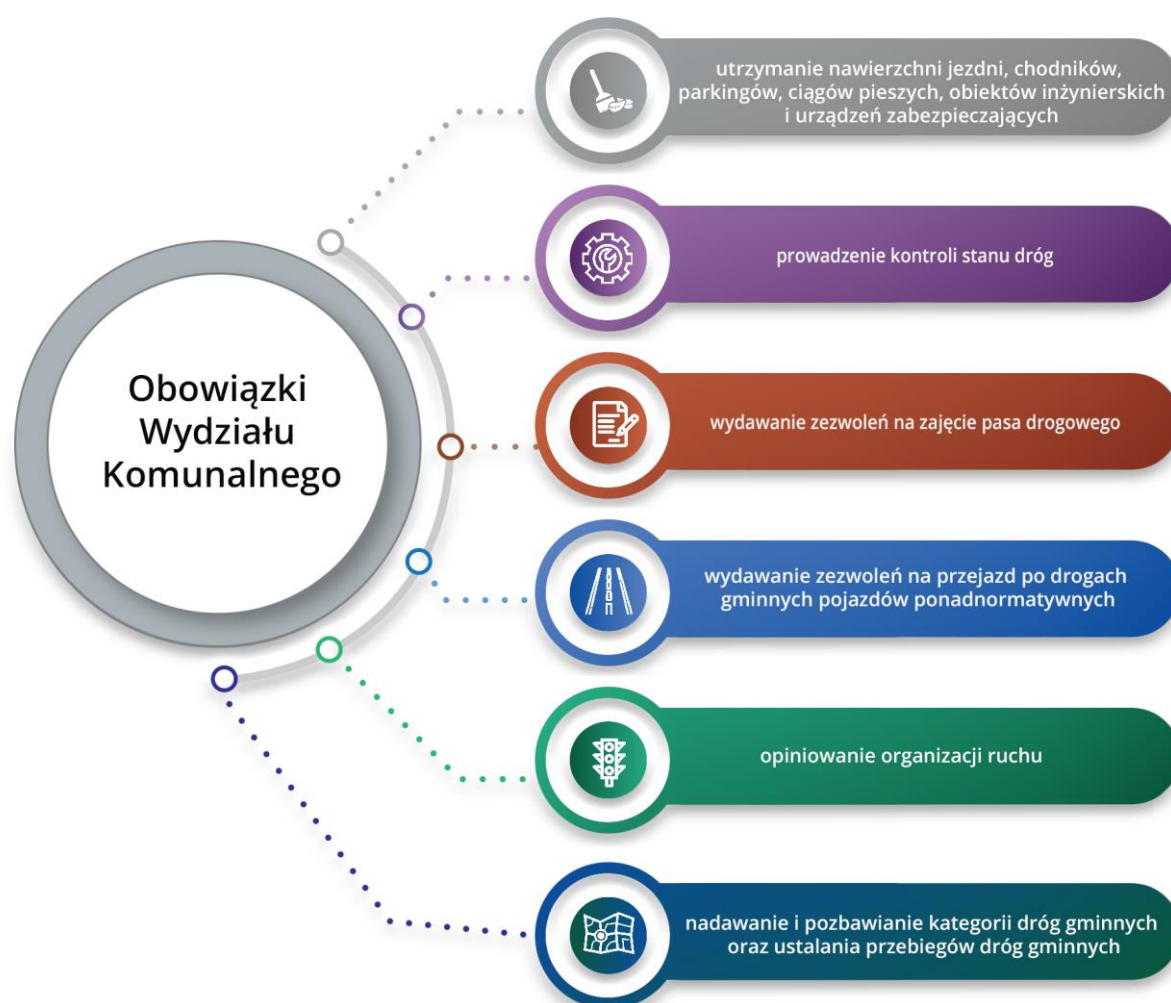 Obowiązki
Wydziału
Komunalnego
utrzymanie nawierzchni jezdni, chodników,
parkingów, ciągów pieszych, obiektów inżynierskich
i urządzeń zabezpieczających
prowadzenie kontroli stanu dróg
wydawanie zezwoleń na zajęcie pasa drogowego
wydawanie zezwoleń na przejazd po drogach
gminnych pojazdów ponadnormatywnych
opiniowanie organizacji ruchu
nadawanie i pozbawianie kategorii dróg gminnych
oraz ustalania przebiegów dróg gminnych